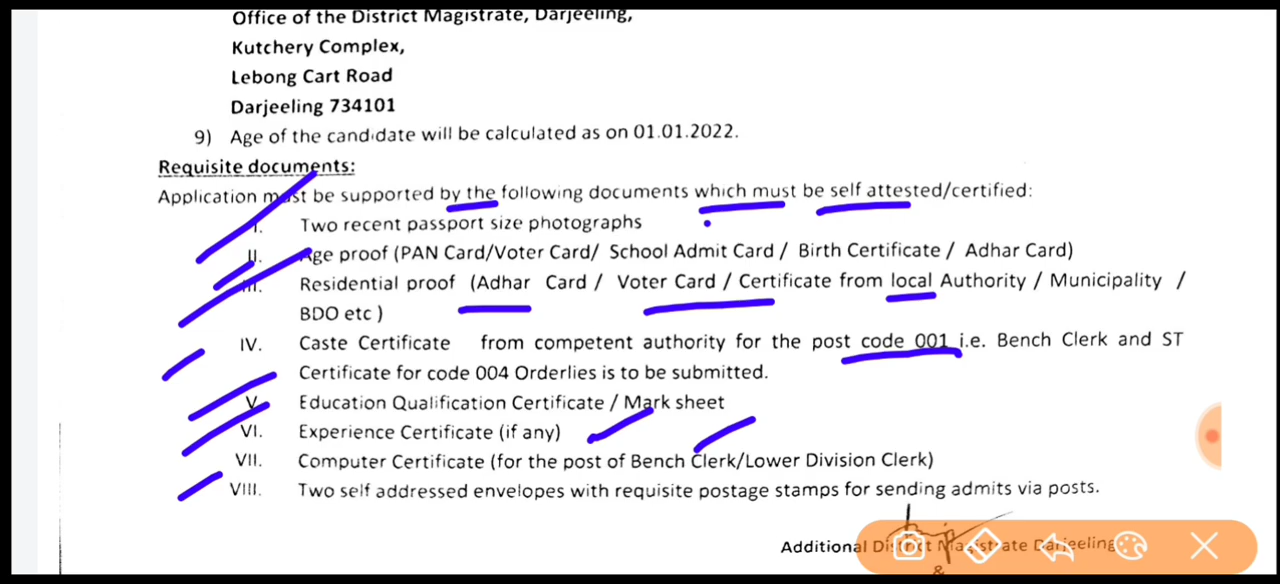 Office of the District Magistrate, Darjeeling,
Kutchery Complex,
Lebong Cart Road
Darjeeling 734101
9) Age of the candidate will be calculated as on 01.01.2022.
Requisite documents:
Application must be supported by the following documents which must be self attested/certified:
I. Two recent passport size photographs
II. Age proof (PAN Card/Voter Card/ School Admit Card / Birth Certificate / Adhar Card)
III. Residential proof (Adhar Card / Voter Card / Certificate from local Authority / Municipality /
BDO etc )
IV. Caste Certificate from competent authority for the post code 001 i.e. Bench Clerk and ST
Certificate for code 004 Orderlies is to be submitted.
V. Education Qualification Certificate / Mark sheet
VI. Experience Certificate (if any)
VII. Computer Certificate (for the post of Bench Clerk/Lower Division Clerk)
VIII. Two self addressed envelopes with requisite postage stamps for sending admits via posts.
Additional District Magistrate Darjeeling
&